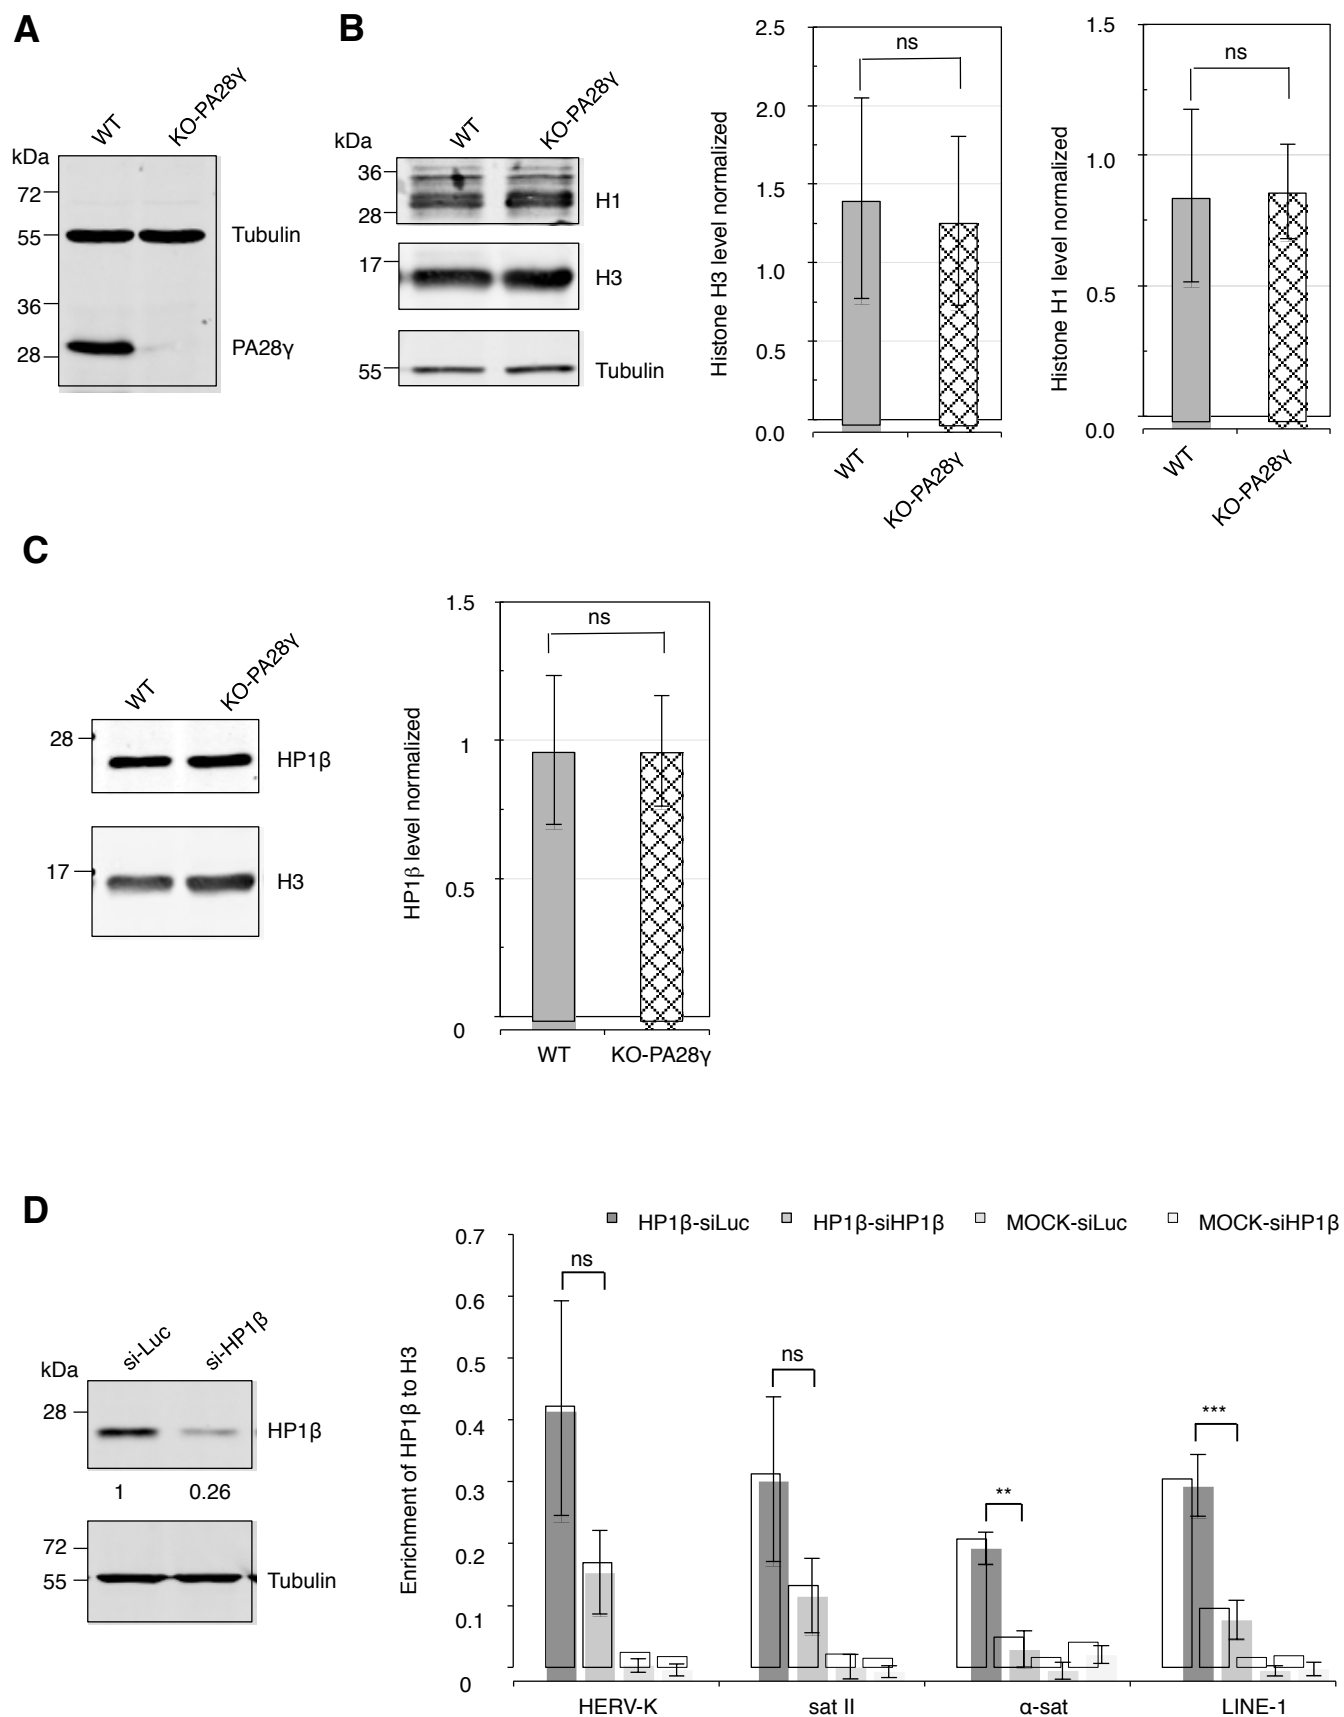 A
WT
KO-PA28γ
kDa
72
55
36
28
Tubulin
PA28γ
B
WT
KO-PA28γ
kDa
36
28
17
55
H1
H3
Tubulin
Histone H3 level normalized
2.5
2.0
1.5
1.0
0.5
0.0
ns
WT
KO-PA28γ
Histone H1 level normalized
1.5
1.0
0.5
0.0
ns
WT
KO-PA28γ
C
WT
KO-PA28γ
28
17
HP1β
H3
HP1β level normalized
1.5
1
0.5
0
ns
WT
KO-PA28γ
D
si-Luc
si-HP1β
kDa
28
HP1β
1
0.26
72
55
Tubulin
HP1β-siLuc
HP1β-siHP1β
MOCK-siLuc
MOCK-siHP1β
Enrichment of HP1β to H3
0.7
0.6
0.5
0.4
0.3
0.2
0.1
0
ns
ns
**
***
HERV-K
sat II
α-sat
LINE-1